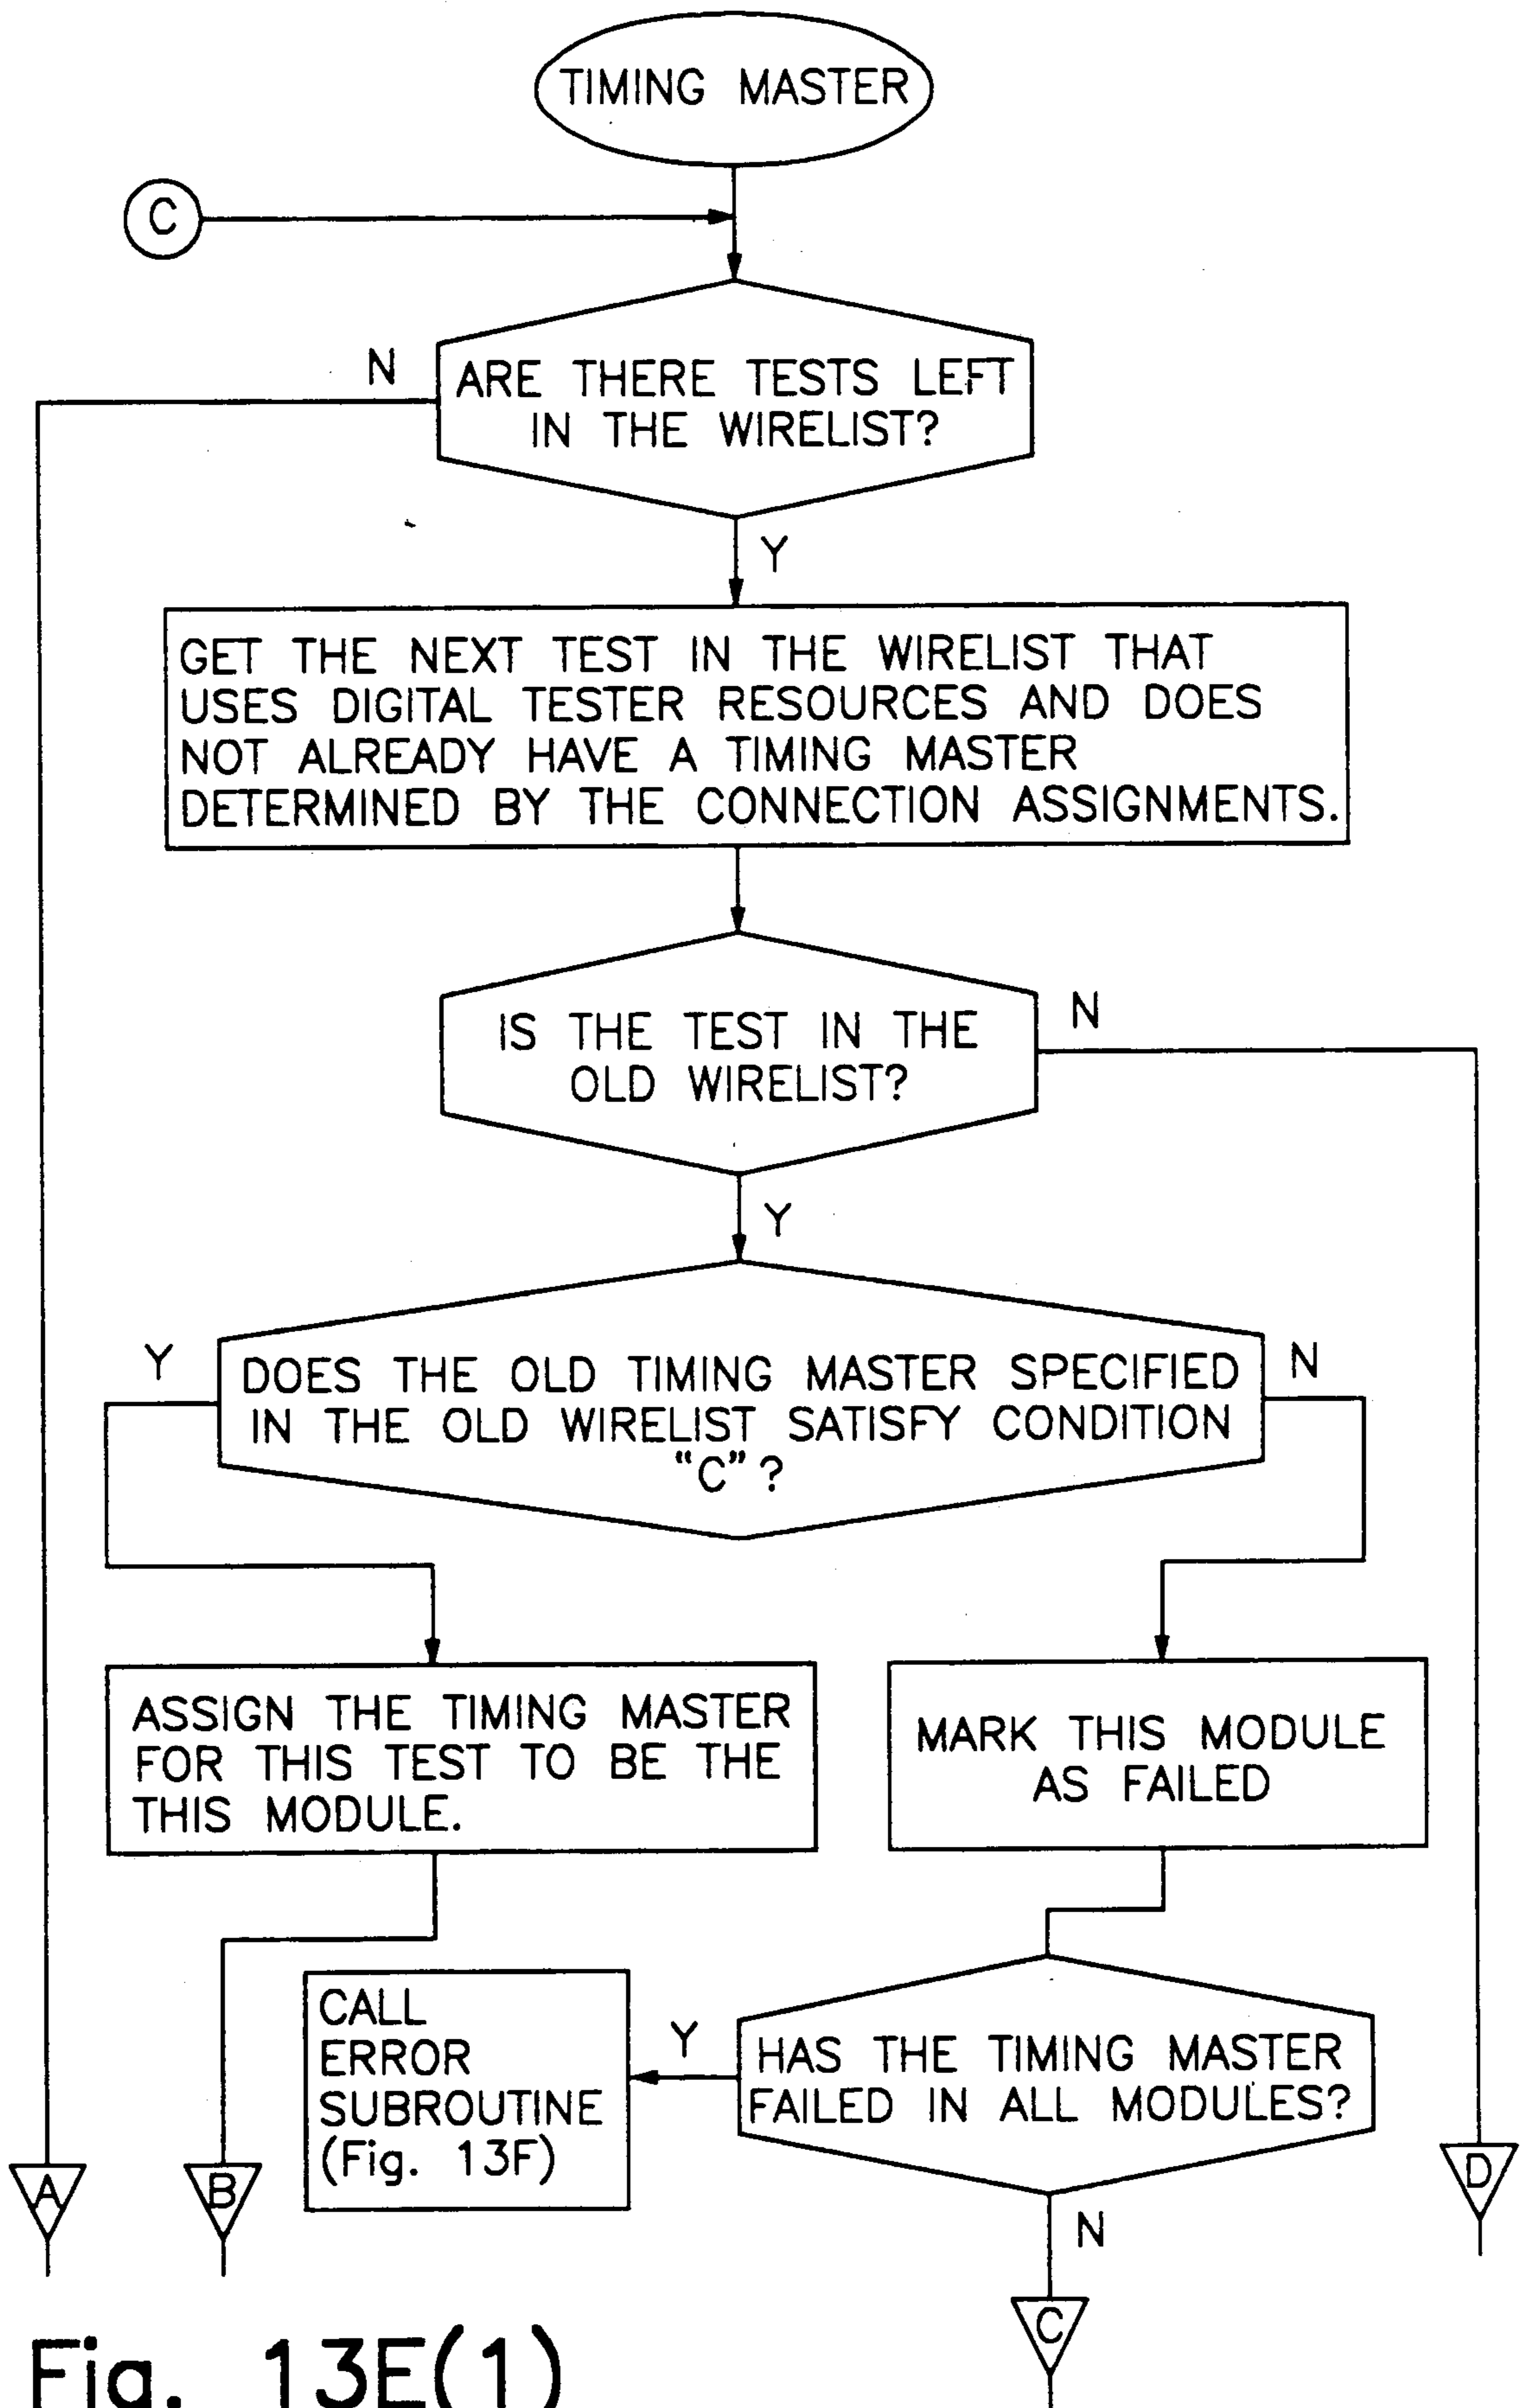 TIMING MASTER
C
N
ARE THERE TESTS LEFT
IN THE WIRELIST?
Y
GET THE NEXT TEST IN THE WIRELIST THAT
USES DIGITAL TESTER RESOURCES AND DOES
NOT ALREADY HAVE A TIMING MASTER
DETERMINED BY THE CONNECTION ASSIGNMENTS.
IS THE TEST IN THE
OLD WIRELIST?
N
Y
Y
DOES THE OLD TIMING MASTER SPECIFIED
IN THE OLD WIRELIST SATISFY CONDITION
"C"?
N
ASSIGN THE TIMING MASTER
FOR THIS TEST TO BE THE
THIS MODULE.
MARK THIS MODULE
AS FAILED
CALL
ERROR
SUBROUTINE
(Fig. 13F)
Y
HAS THE TIMING MASTER
FAILED IN ALL MODULES?
A
B
D
N
C
Fig. 13E(1)